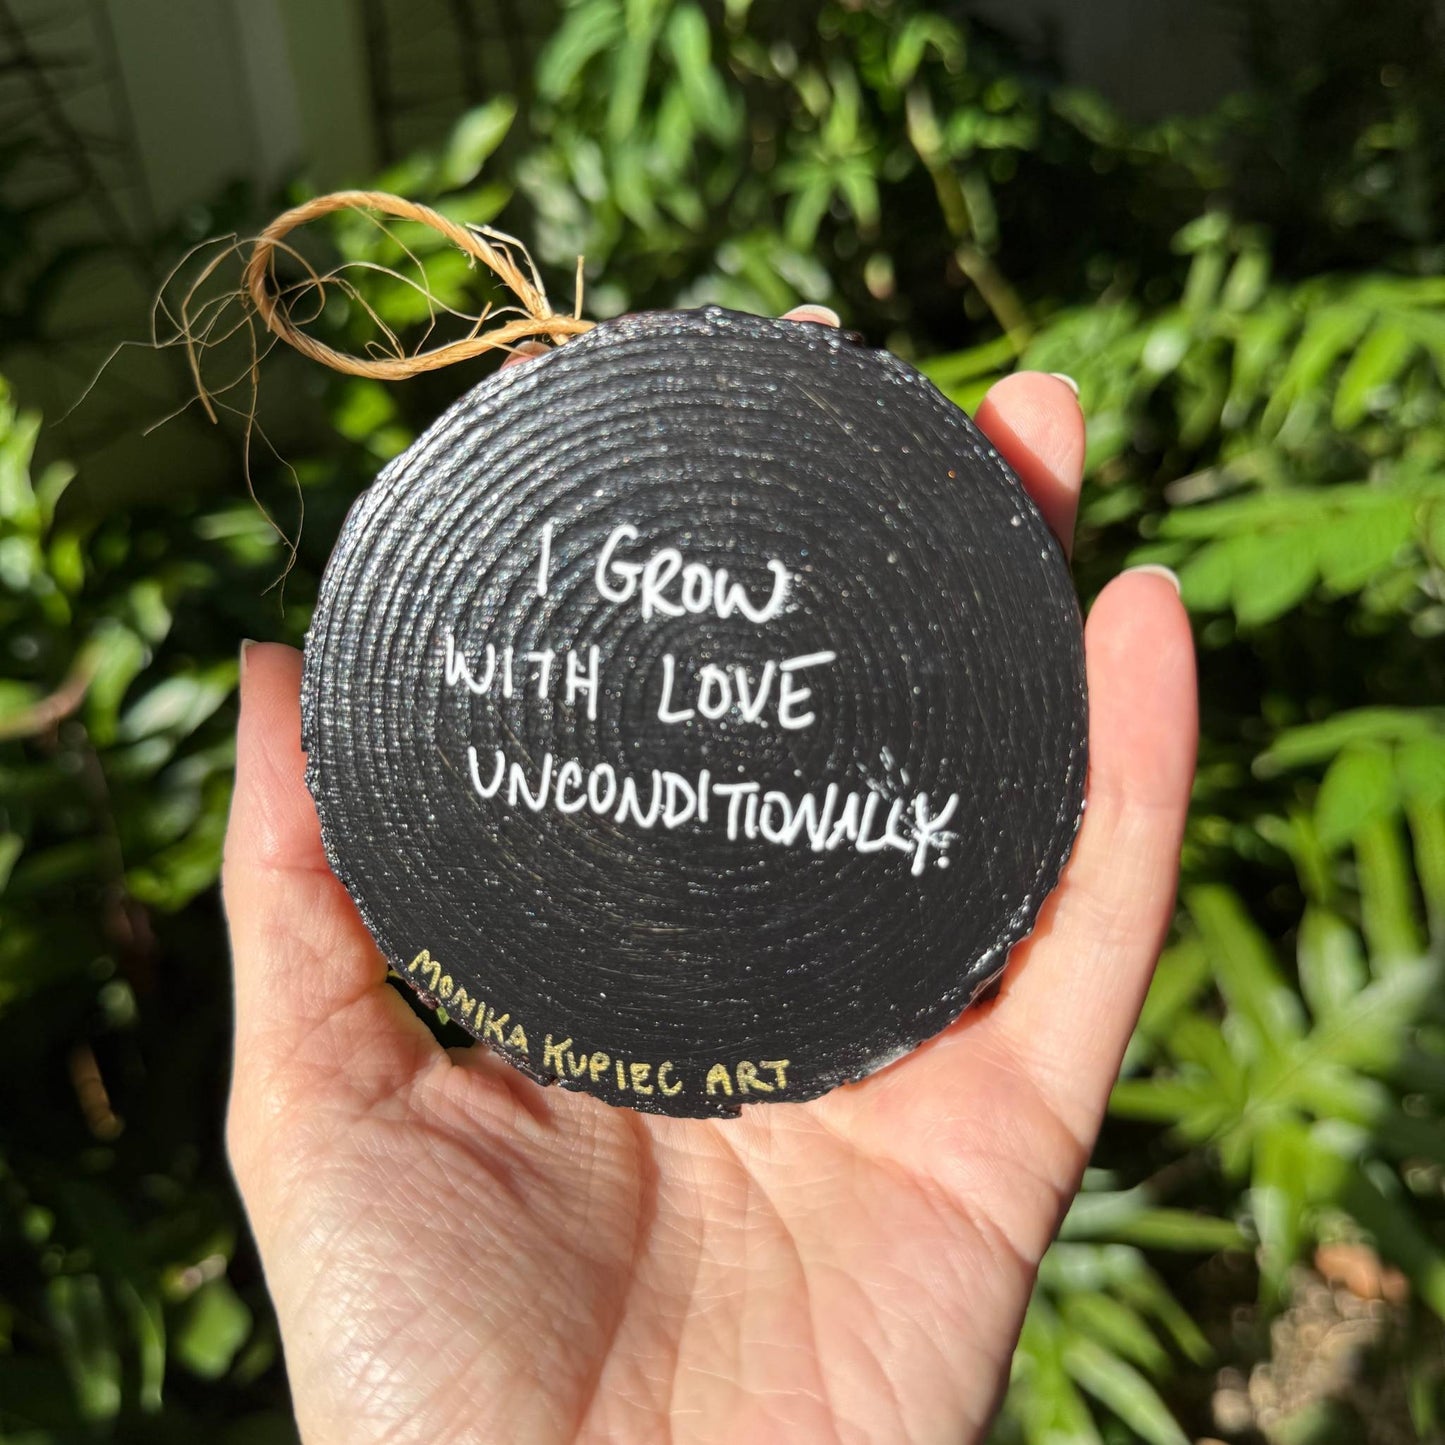 I GROW
WITH LOVE
UNCONDITIONALLY.
MONIKA KUPIEC ART